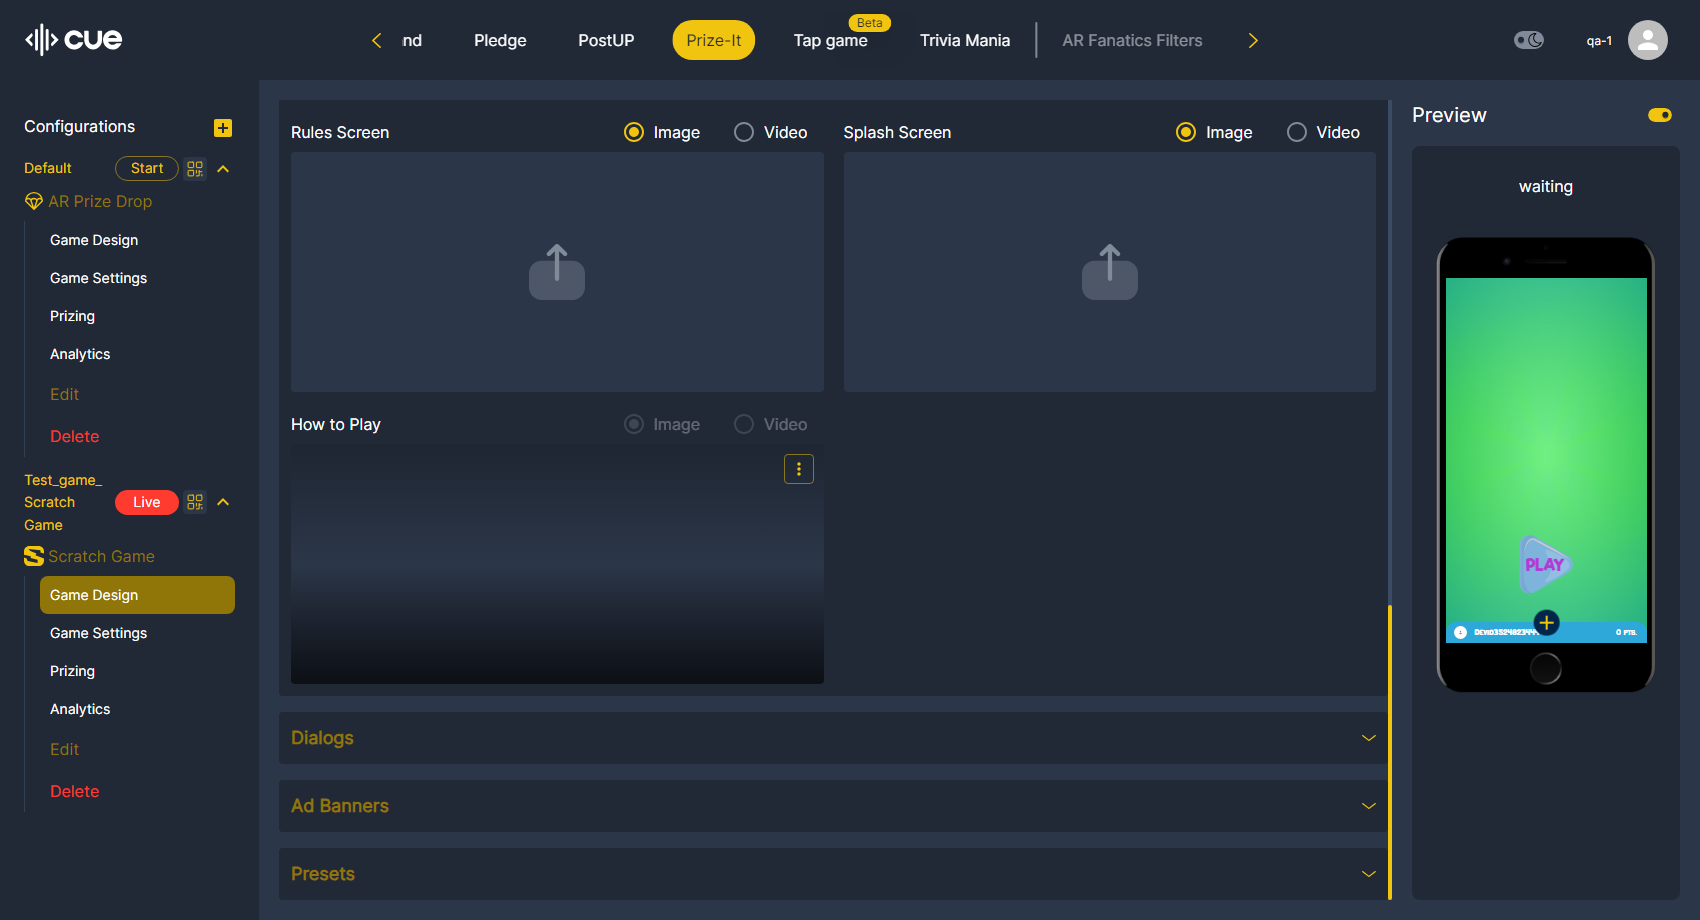 cue
nd
Pledge
PostUP
Prize-It
Beta
Tap game
Trivia Mania
AR Fanatics Filters
qa-1
Configurations
Default
Start
AR Prize Drop
Game Design
Game Settings
Prizing
Analytics
Edit
Delete
Test_game_
Scratch
Game
Live
Scratch Game
Game Design
Game Settings
Prizing
Analytics
Edit
Delete
Rules Screen
Image
Video
Splash Screen
Image
Video
How to Play
Image
Video
Dialogs
Ad Banners
Presets
Preview
waiting
PLAY
0 PTS.